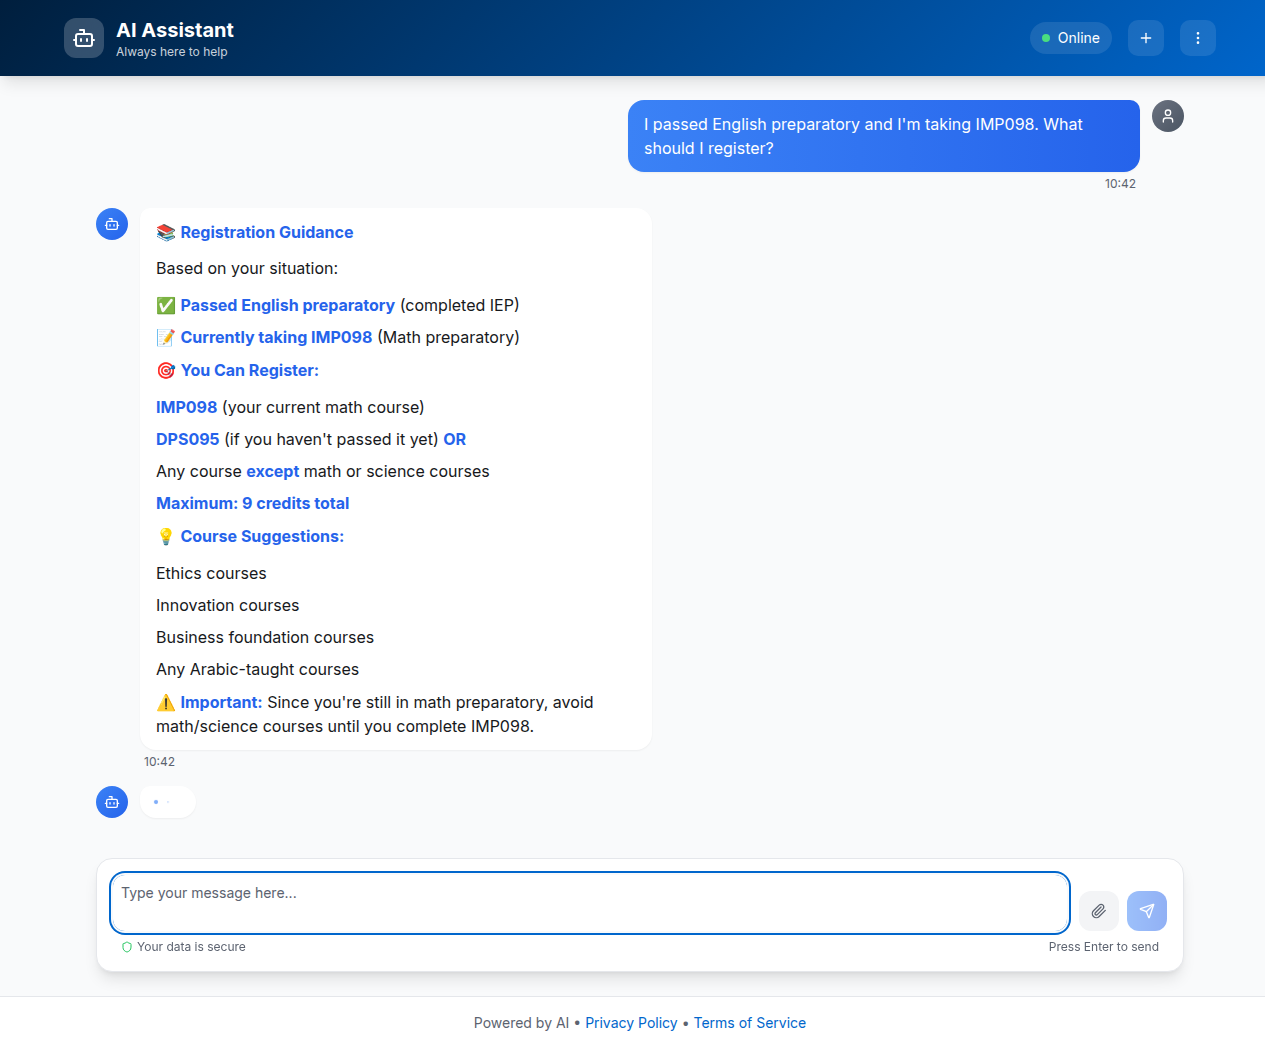 AI Assistant
Always here to help
Online
I passed English preparatory and I'm taking IMP098. What
should I register?
10:42
📚 Registration Guidance
Based on your situation:
✅ Passed English preparatory (completed IEP)
📝 Currently taking IMP098 (Math preparatory)
🎯 You Can Register:
IMP098 (your current math course)
DPS095 (if you haven't passed it yet) OR
Any course except math or science courses
Maximum: 9 credits total
💡 Course Suggestions:
Ethics courses
Innovation courses
Business foundation courses
Any Arabic-taught courses
⚠️ Important: Since you're still in math preparatory, avoid
math/science courses until you complete IMP098.
10:42
Type your message here...
Your data is secure
Press Enter to send
Powered by AI • Privacy Policy • Terms of Service